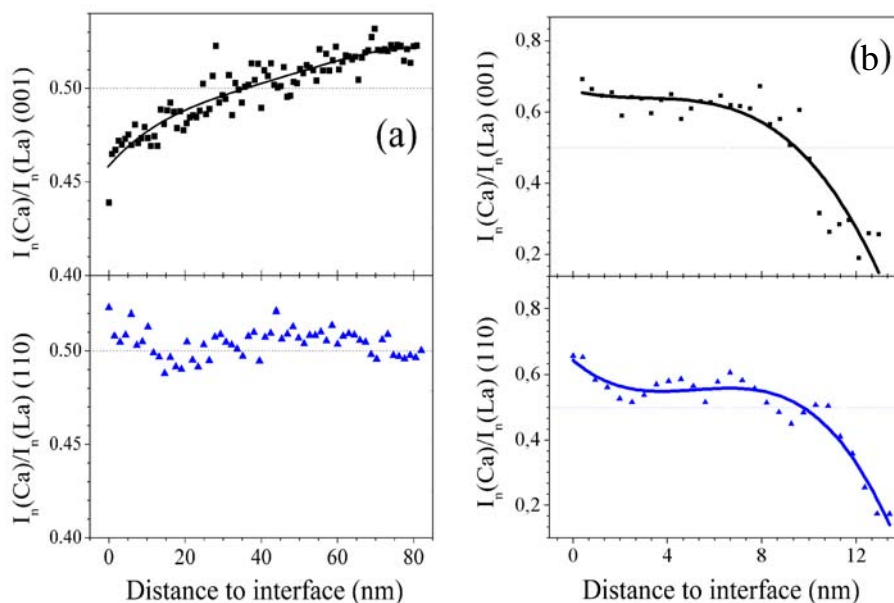 (a)
I_n(Ca)/I_n(La) (001)
0.50
0.45
0.40
I_n(Ca)/I_n(La) (110)
0.50
0.45
0.40
0 20 40 60 80
Distance to interface (nm)
(b)
I_n(Ca)/I_n(La) (001)
0,8
0,6
0,4
0,2
I_n(Ca)/I_n(La) (110)
0,8
0,6
0,4
0,2
0 4 8 12
Distance to interface (nm)